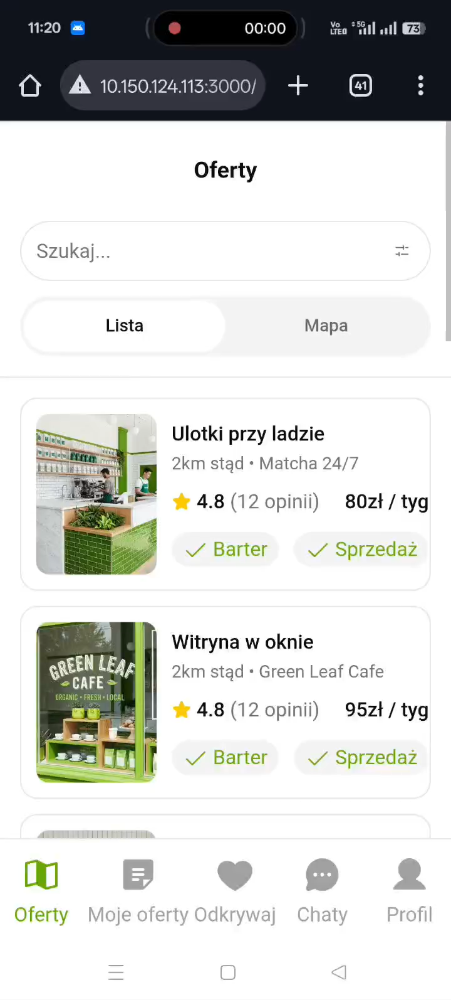 11:20
00:00
Vo LTE 5G 73
10.150.124.113:3000/
41
Oferty
Szukaj...
Lista Mapa
Ulotki przy ladzie
2km stąd • Matcha 24/7
4.8 (12 opinii) 80zł / tyg
Barter Sprzedaż
GREEN LEAF
CAFE
ORGANIC • FRESH • LOCAL
Witryna w oknie
2km stąd • Green Leaf Cafe
4.8 (12 opinii) 95zł / tyg
Barter Sprzedaż
Oferty Moje oferty Odkrywaj Chaty Profil